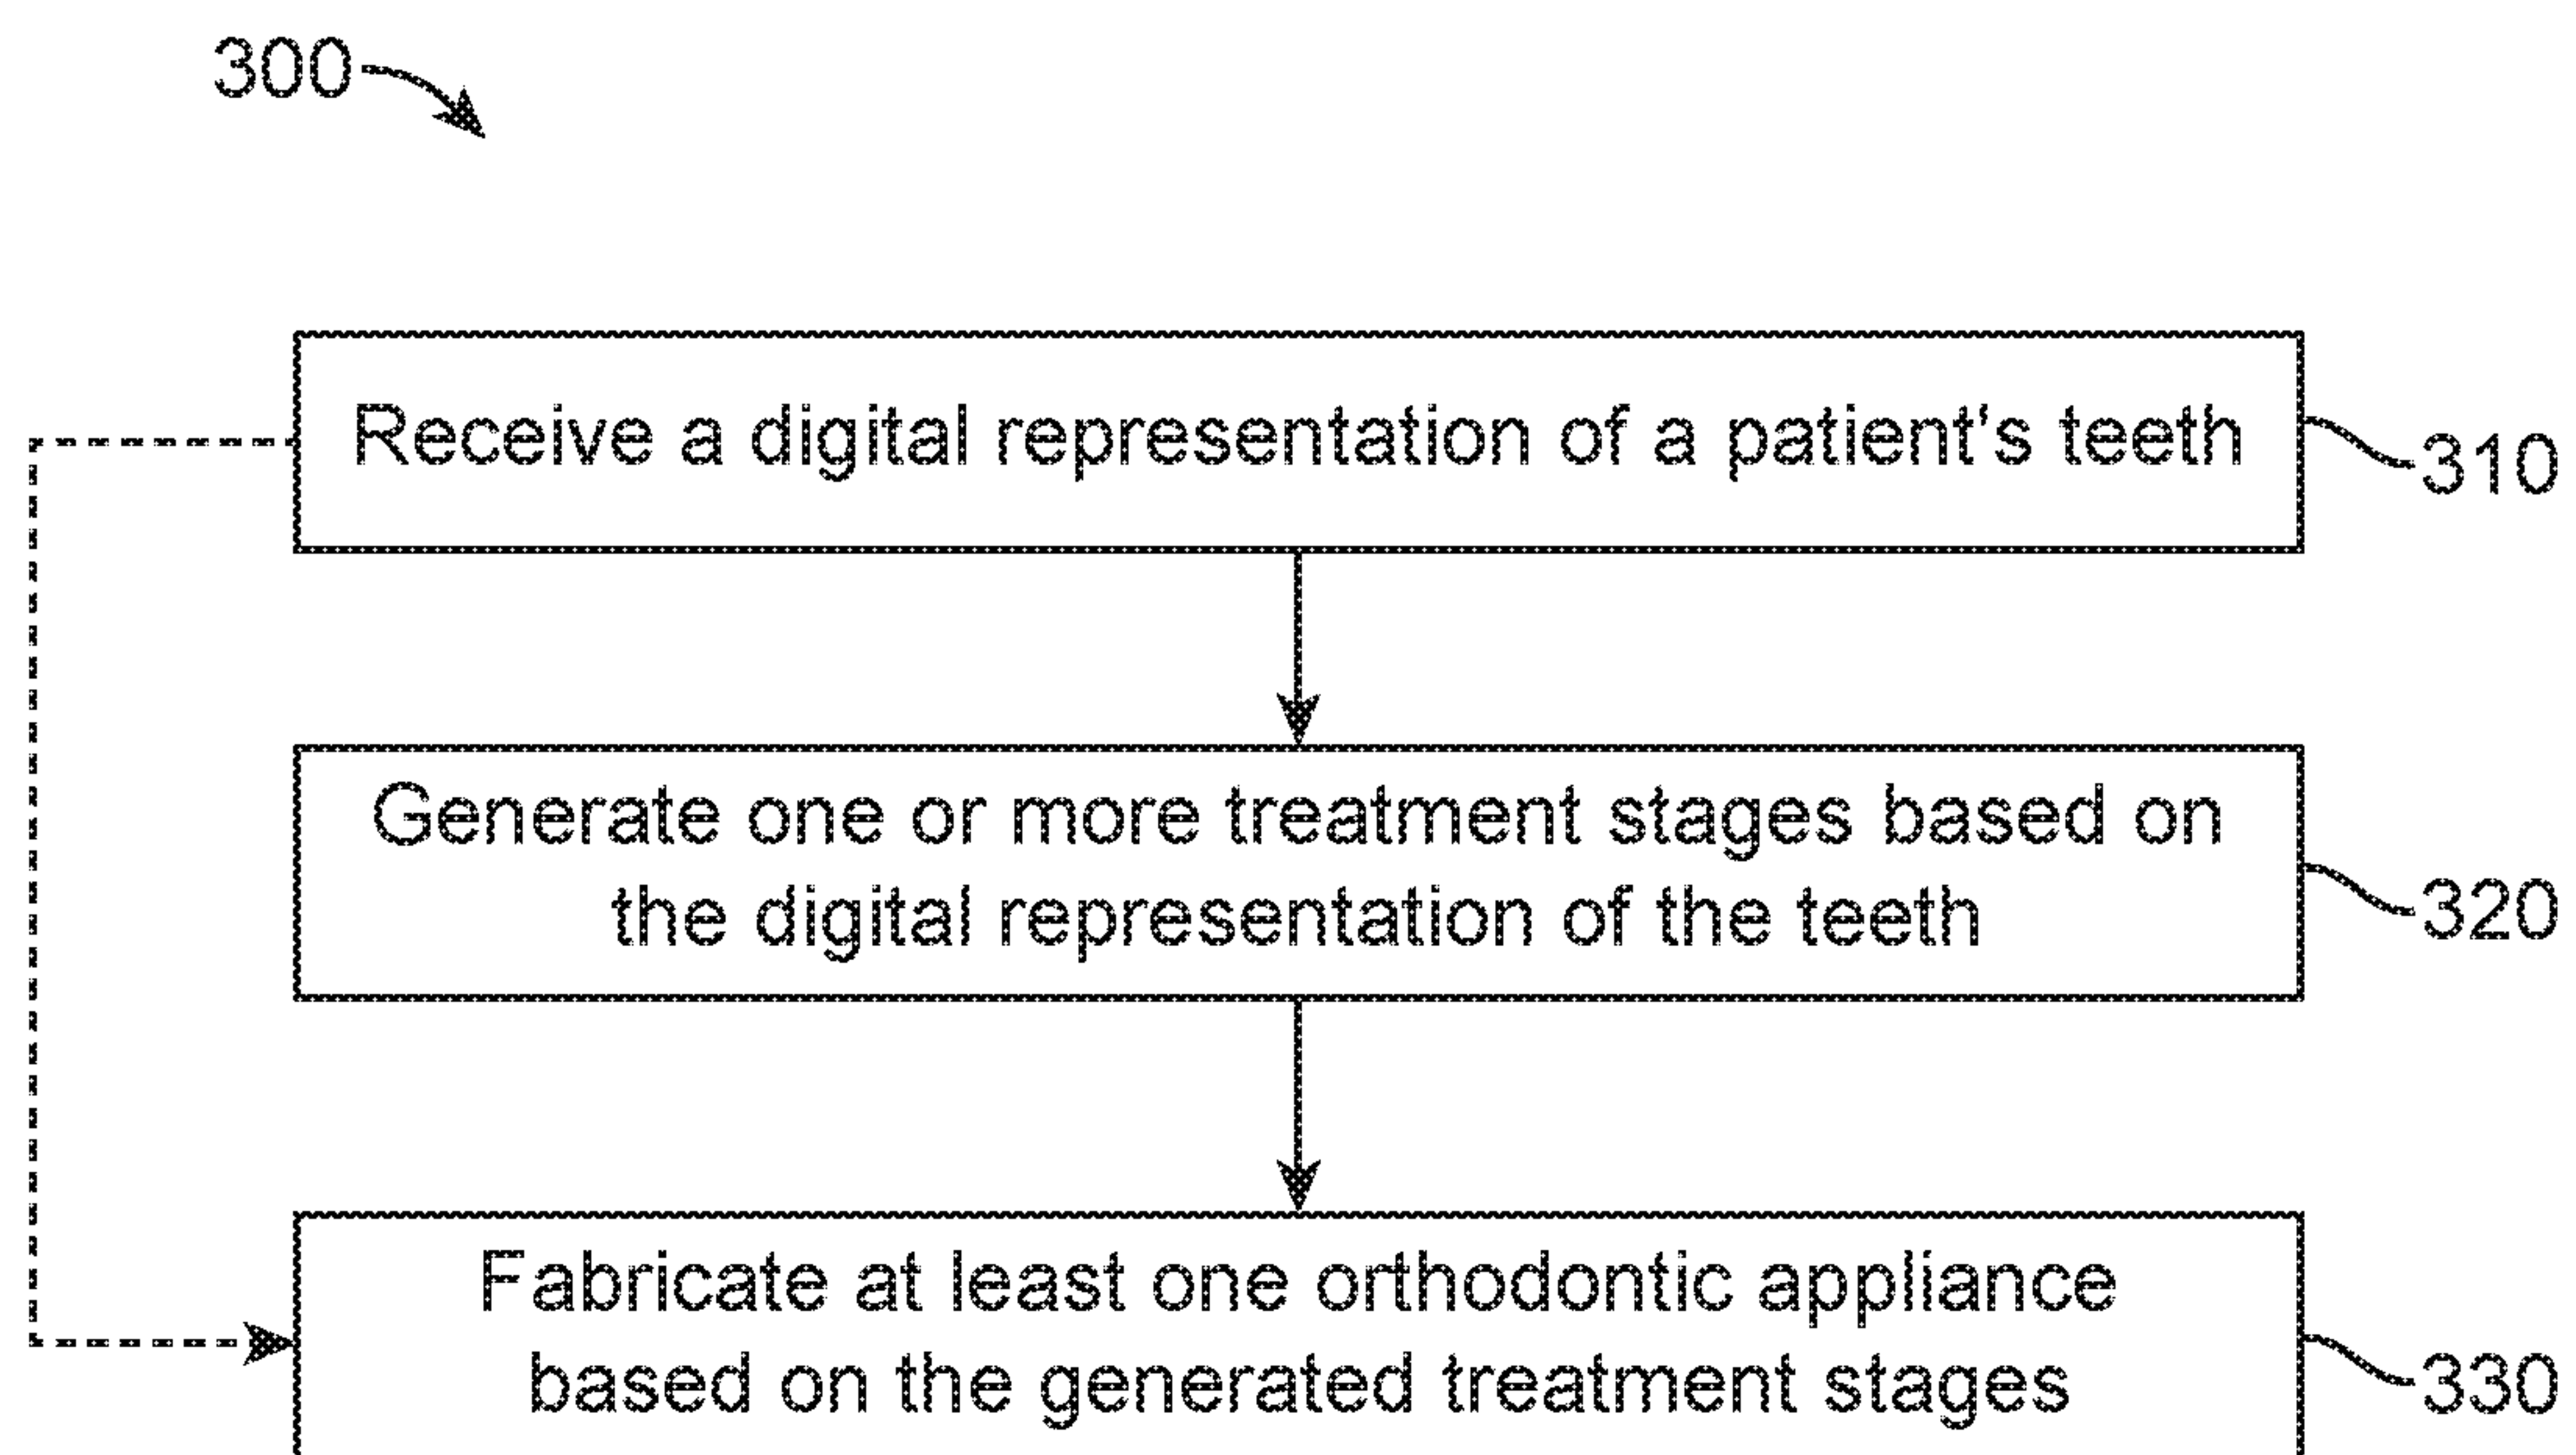 300
Receive a digital representation of a patient's teeth
310
Generate one or more treatment stages based on
the digital representation of the teeth
320
Fabricate at least one orthodontic appliance
based on the generated treatment stages
330